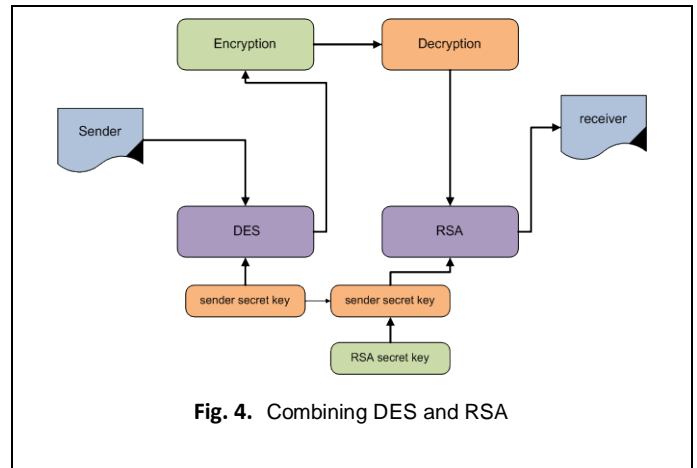 Encryption
Decryption
Sender
receiver
DES
RSA
sender secret key
sender secret key
RSA secret key
Fig. 4. Combining DES and RSA